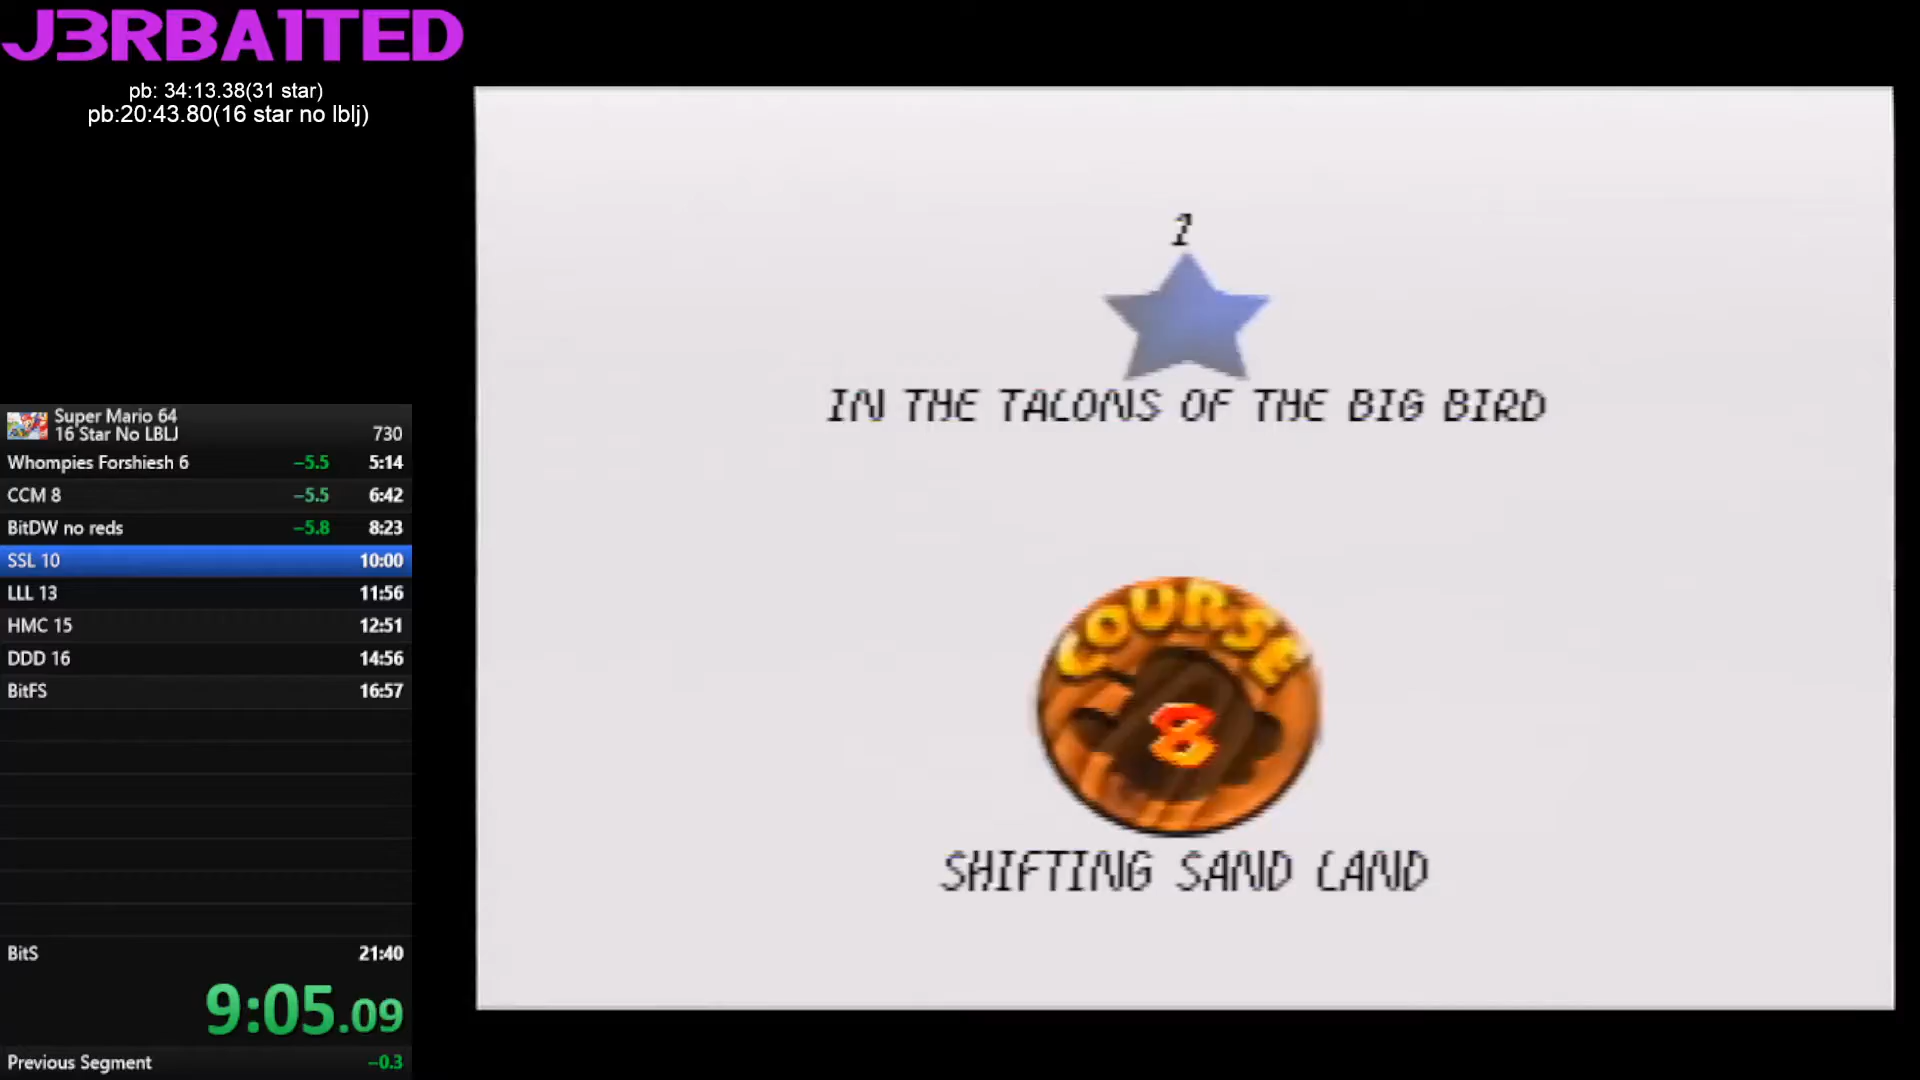 J3RBA1TED
pb: 34:13.38(31 star)
pb:20:43.80(16 star no lblj)
Super Mario 64
16 Star No LBLJ 730
Whompies Forshiesh 6 −5.5 5:14
CCM 8 −5.5 6:42
BitDW no reds −5.8 8:23
SSL 10 10:00
LLL 13 11:56
HMC 15 12:51
DDD 16 14:56
BitFS 16:57
BitS 21:40
9:05.09
Previous Segment −0.3
2
IN THE TALONS OF THE BIG BIRD
COURSE
8
SHIFTING SAND LAND